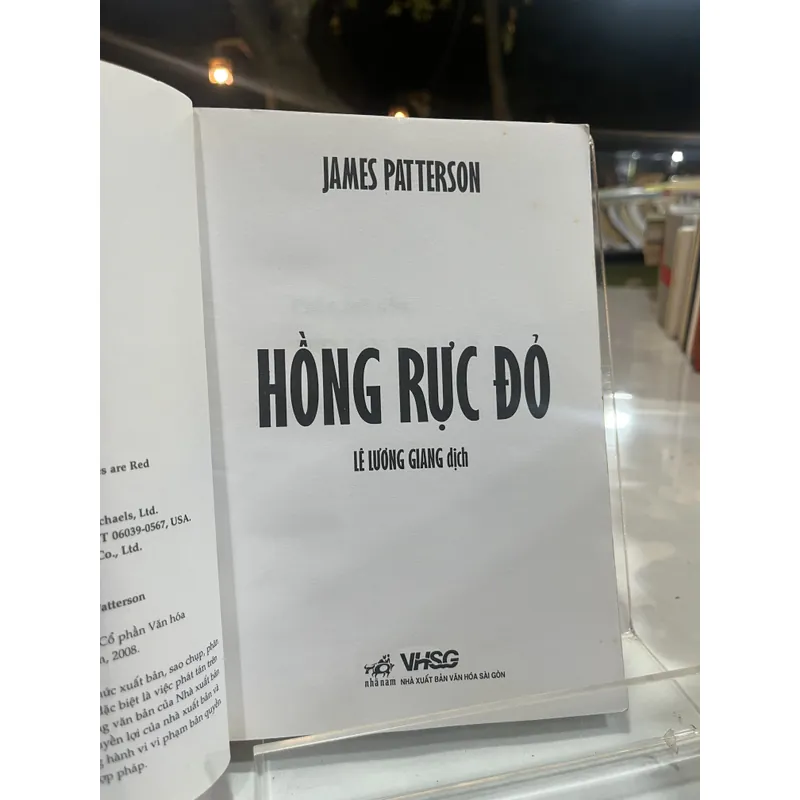 s are Red
chaels, Ltd.
T 06039-0567, USA.
Co., Ltd.
Patterson
Cổ phần Văn hóa
n, 2008.
hức xuất bản, sao chụp, phân
đặc biệt là việc phát tán trên
g văn bản của Nhà xuất bản
uyền lợi của nhà xuất bản và
g hành vi vi phạm bản quyền
ợp pháp.
JAMES PATTERSON
HỒNG RỰC ĐỎ
LÊ LƯƠNG GIANG dịch
nhã nam
VHSG
NHÀ XUẤT BẢN VĂN HÓA SÀI GÒN